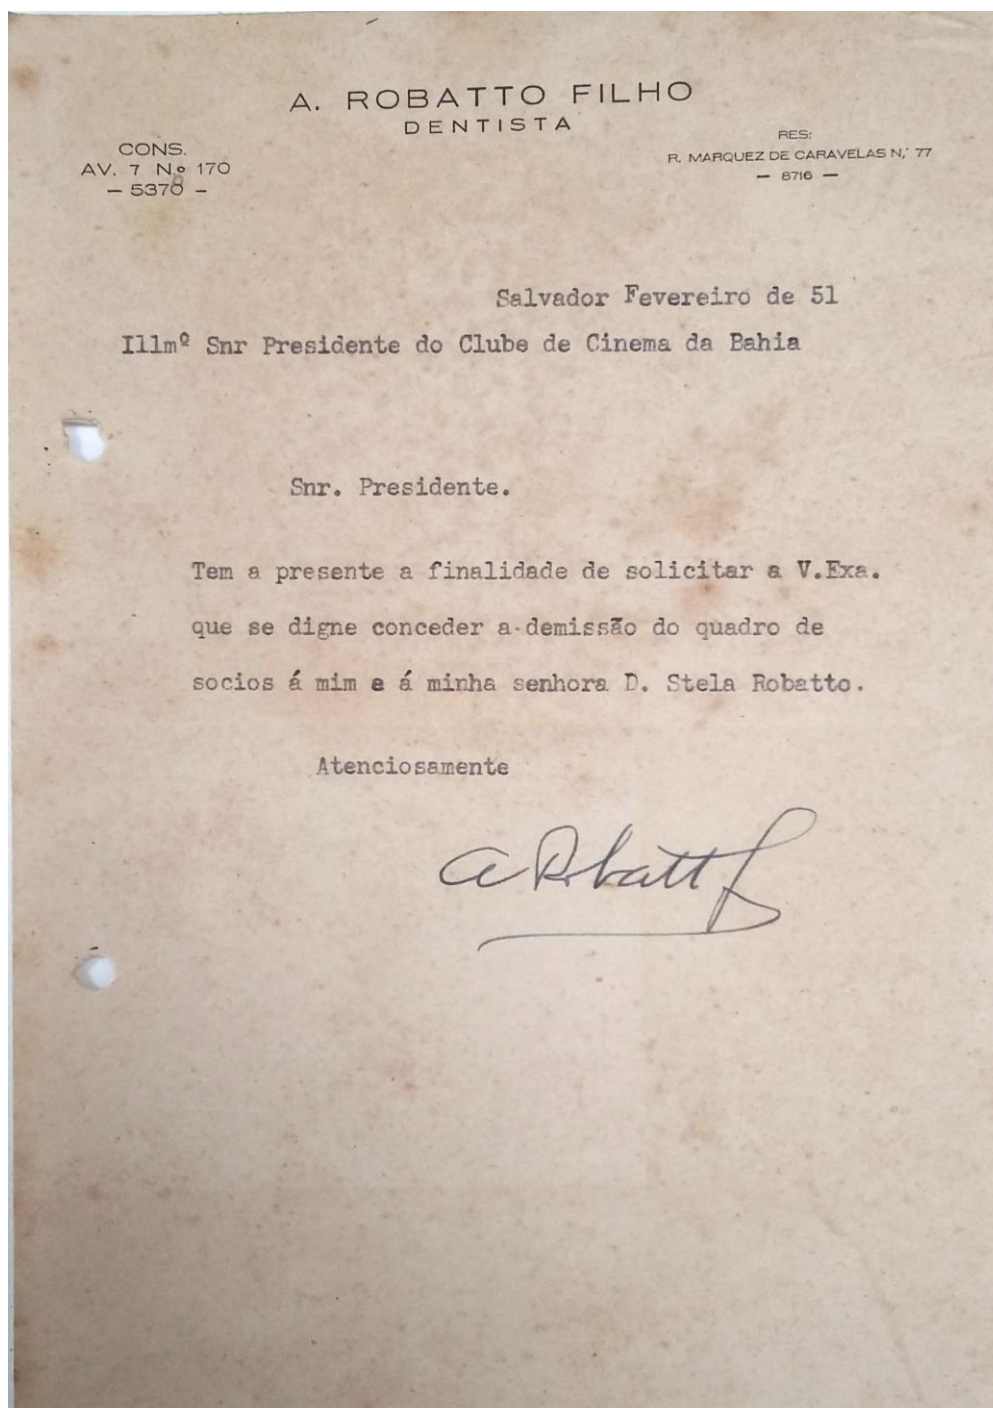 A. ROBATTO FILHO
DENTISTA
CONS.
AV. 7 Nº 170
— 5378 —
RES:
R. MARQUEZ DE CARAVELAS N.º 77
— 8716 —
Salvador Fevereiro de 51
Illmº Snr Presidente do Clube de Cinema da Bahia
Snr. Presidente.
Tem a presente a finalidade de solicitar a V.Exa.
que se digne conceder a demissão do quadro de
socios á mim e á minha senhora D. Stela Robatto.
Atenciosamente
A Robatto F